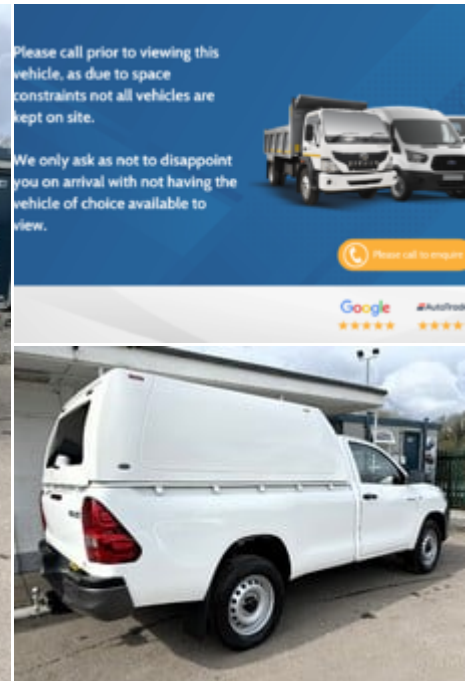 Please call prior to viewing this
vehicle, as due to space
constraints not all vehicles are
kept on site.
We only ask as not to disappoint
you on arrival with not having the
vehicle of choice available to
view.
Please call to enquire
Google
AutoTrad